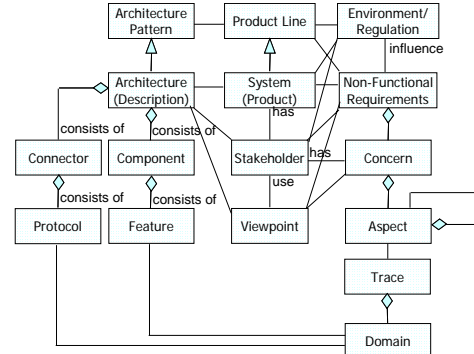 Architecture
Pattern
Product Line
Environment/
Regulation
influence
Architecture
(Description)
System
(Product)
Non-Functional
Requirements
has
consists of
consists of
Connector
Component
Stakeholder
has
Concern
use
consists of
consists of
Protocol
Feature
Viewpoint
Aspect
Trace
Domain